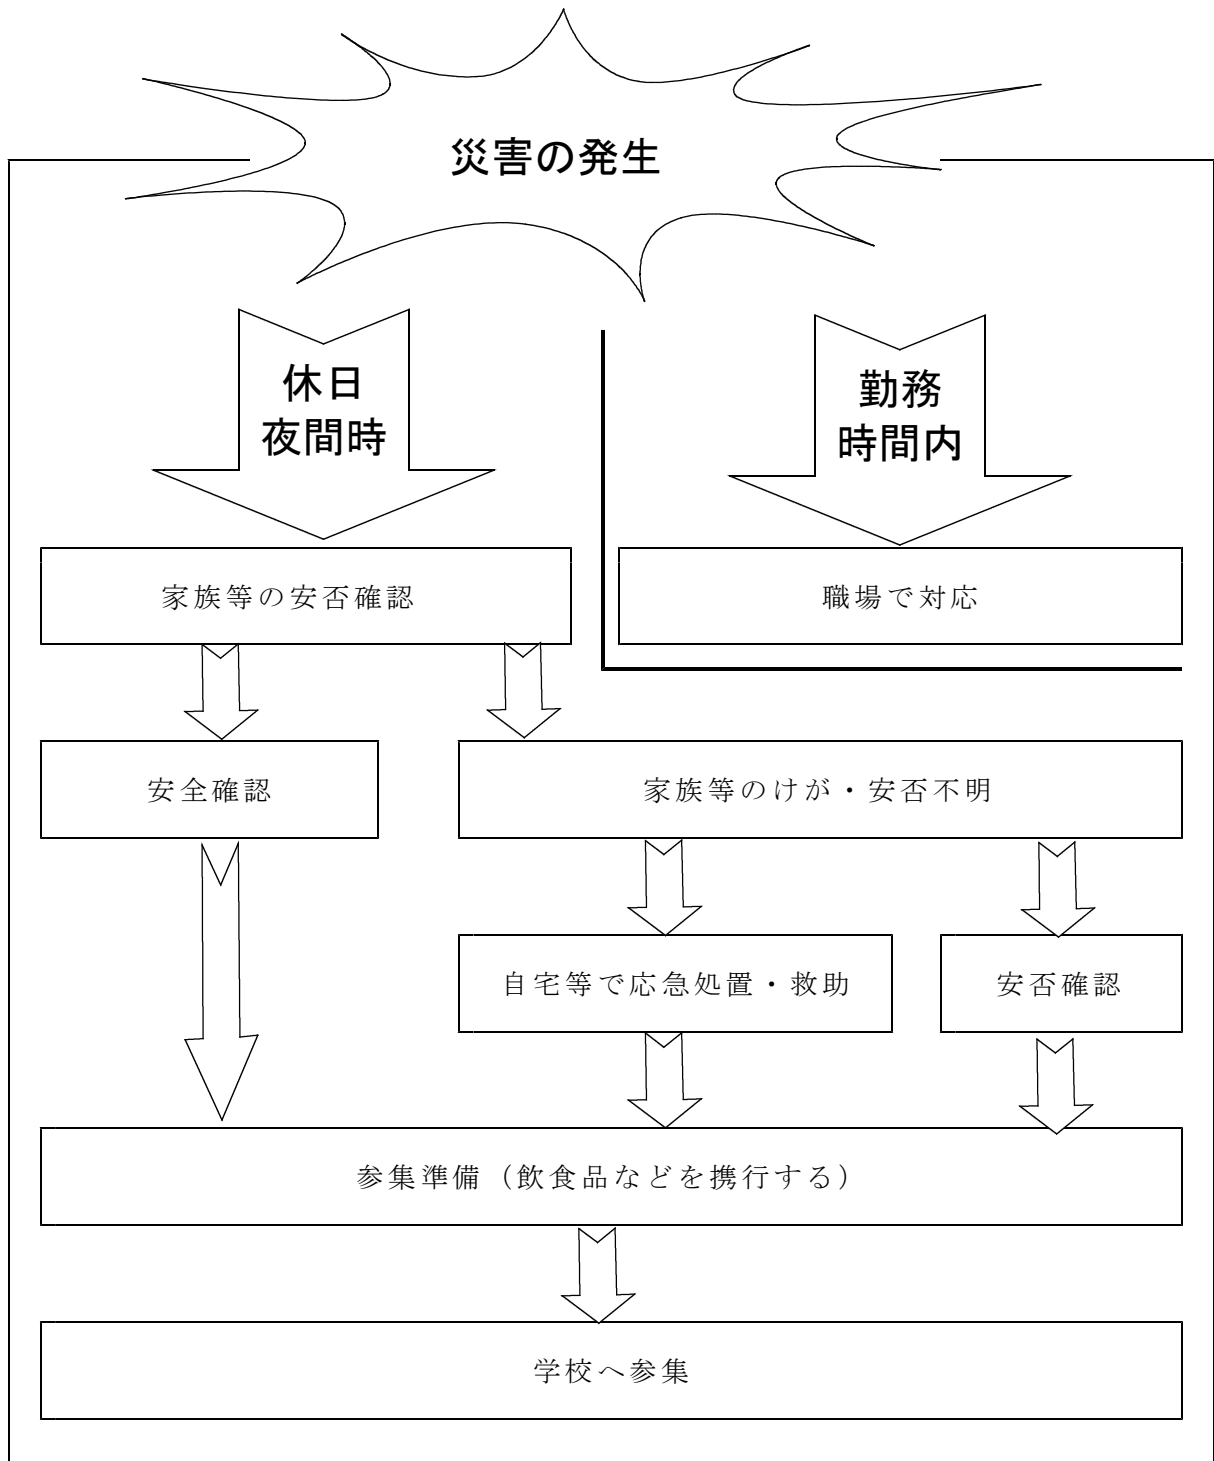 災害の発生
休日
夜間時
勤務
時間内
家族等の安否確認
職場で対応
安全確認
家族等のけが・安否不明
自宅等で応急処置・救助
安否確認
参集準備（飲食品などを携行する）
学校へ参集